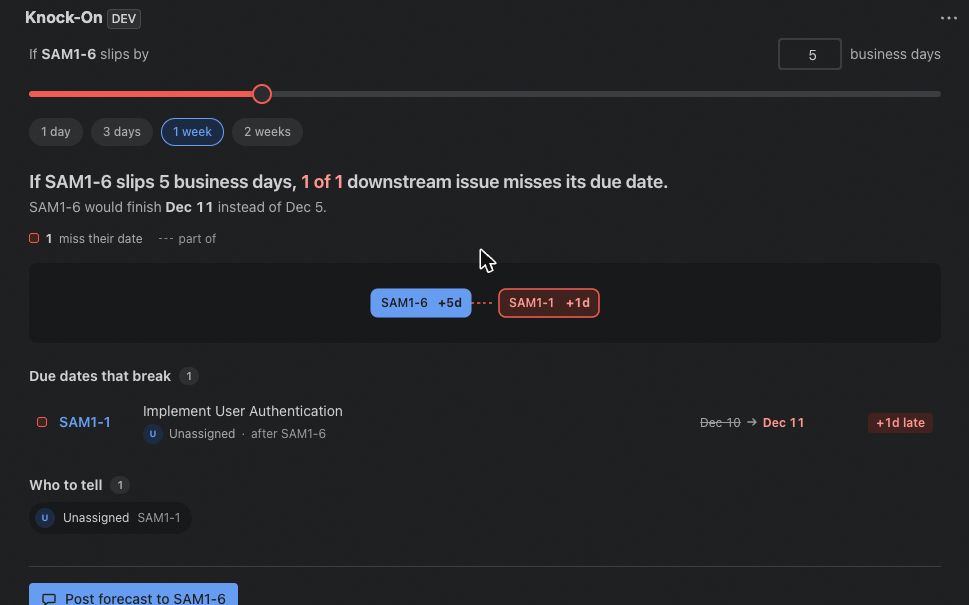 Knock-On DEV
If SAM1-6 slips by 5 business days
1 day 3 days 1 week 2 weeks
If SAM1-6 slips 5 business days, 1 of 1 downstream issue misses its due date.
SAM1-6 would finish Dec 11 instead of Dec 5.
1 miss their date --- part of
SAM1-6 +5d SAM1-1 +1d
Due dates that break 1
SAM1-1 Implement User Authentication Dec 10 → Dec 11 +1d late
U Unassigned · after SAM1-6
Who to tell 1
U Unassigned SAM1-1
Post forecast to SAM1-6